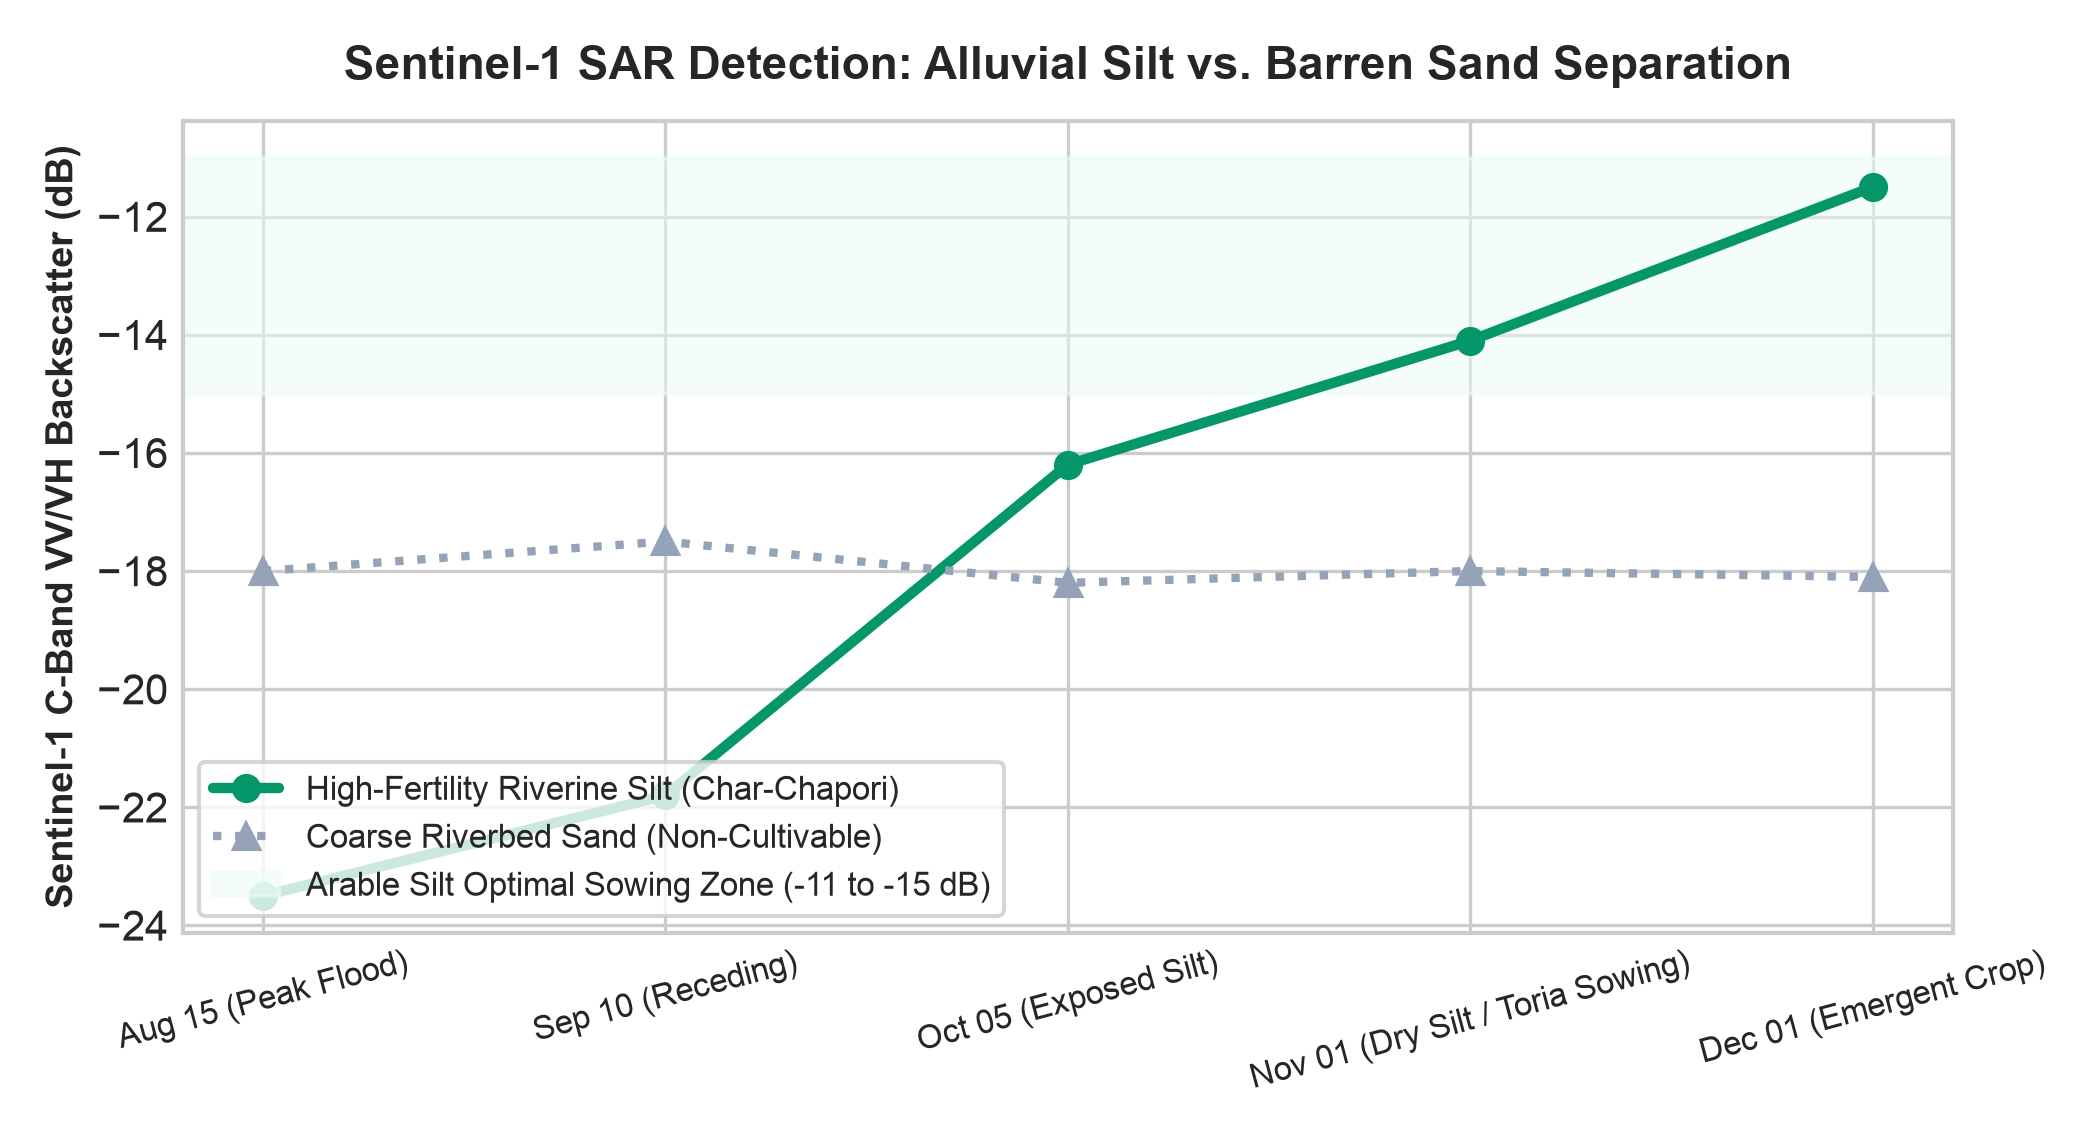 Sentinel-1 SAR Detection: Alluvial Silt vs. Barren Sand Separation
Sentinel-1 C-Band VV/VH Backscatter (dB)
−12
−14
−16
−18
−20
−22
−24
High-Fertility Riverine Silt (Char-Chapori)
Coarse Riverbed Sand (Non-Cultivable)
Arable Silt Optimal Sowing Zone (-11 to -15 dB)
Aug 15 (Peak Flood)
Sep 10 (Receding)
Oct 05 (Exposed Silt)
Nov 01 (Dry Silt / Toria Sowing)
Dec 01 (Emergent Crop)